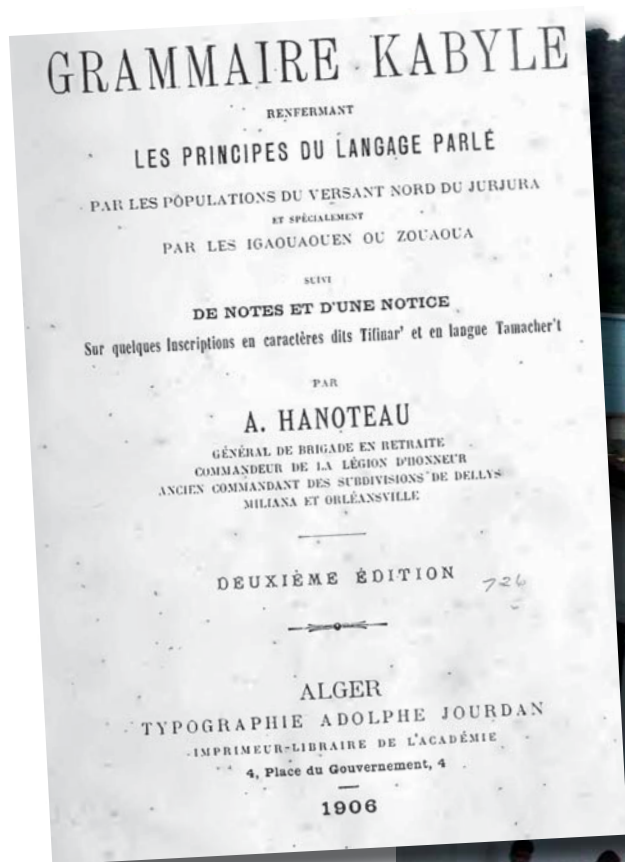 GRAMMAIRE KABYLE
RENFERMANT
LES PRINCIPES DU LANGAGE PARLÉ
PAR LES POPULATIONS DU VERSANT NORD DU JURJURA
ET SPÉCIALEMENT
PAR LES IGAOUAOUEN OU ZOUAOUA
SUIVI
DE NOTES ET D'UNE NOTICE
Sur quelques Inscriptions en caractères dits Tifinar' et en langue Tamacher't
PAR
A. HANOTEAU
GÉNÉRAL DE BRIGADE EN RETRAITE
COMMANDEUR DE LA LÉGION D'HONNEUR
ANCIEN COMMANDANT DES SUBDIVISIONS DE DELLYS
MILIANA ET ORLÉANSVILLE
DEUXIÈME ÉDITION
726
ALGER
TYPOGRAPHIE ADOLPHE JOURDAN
IMPRIMEUR-LIBRAIRE DE L'ACADÉMIE
4, Place du Gouvernement, 4
1906